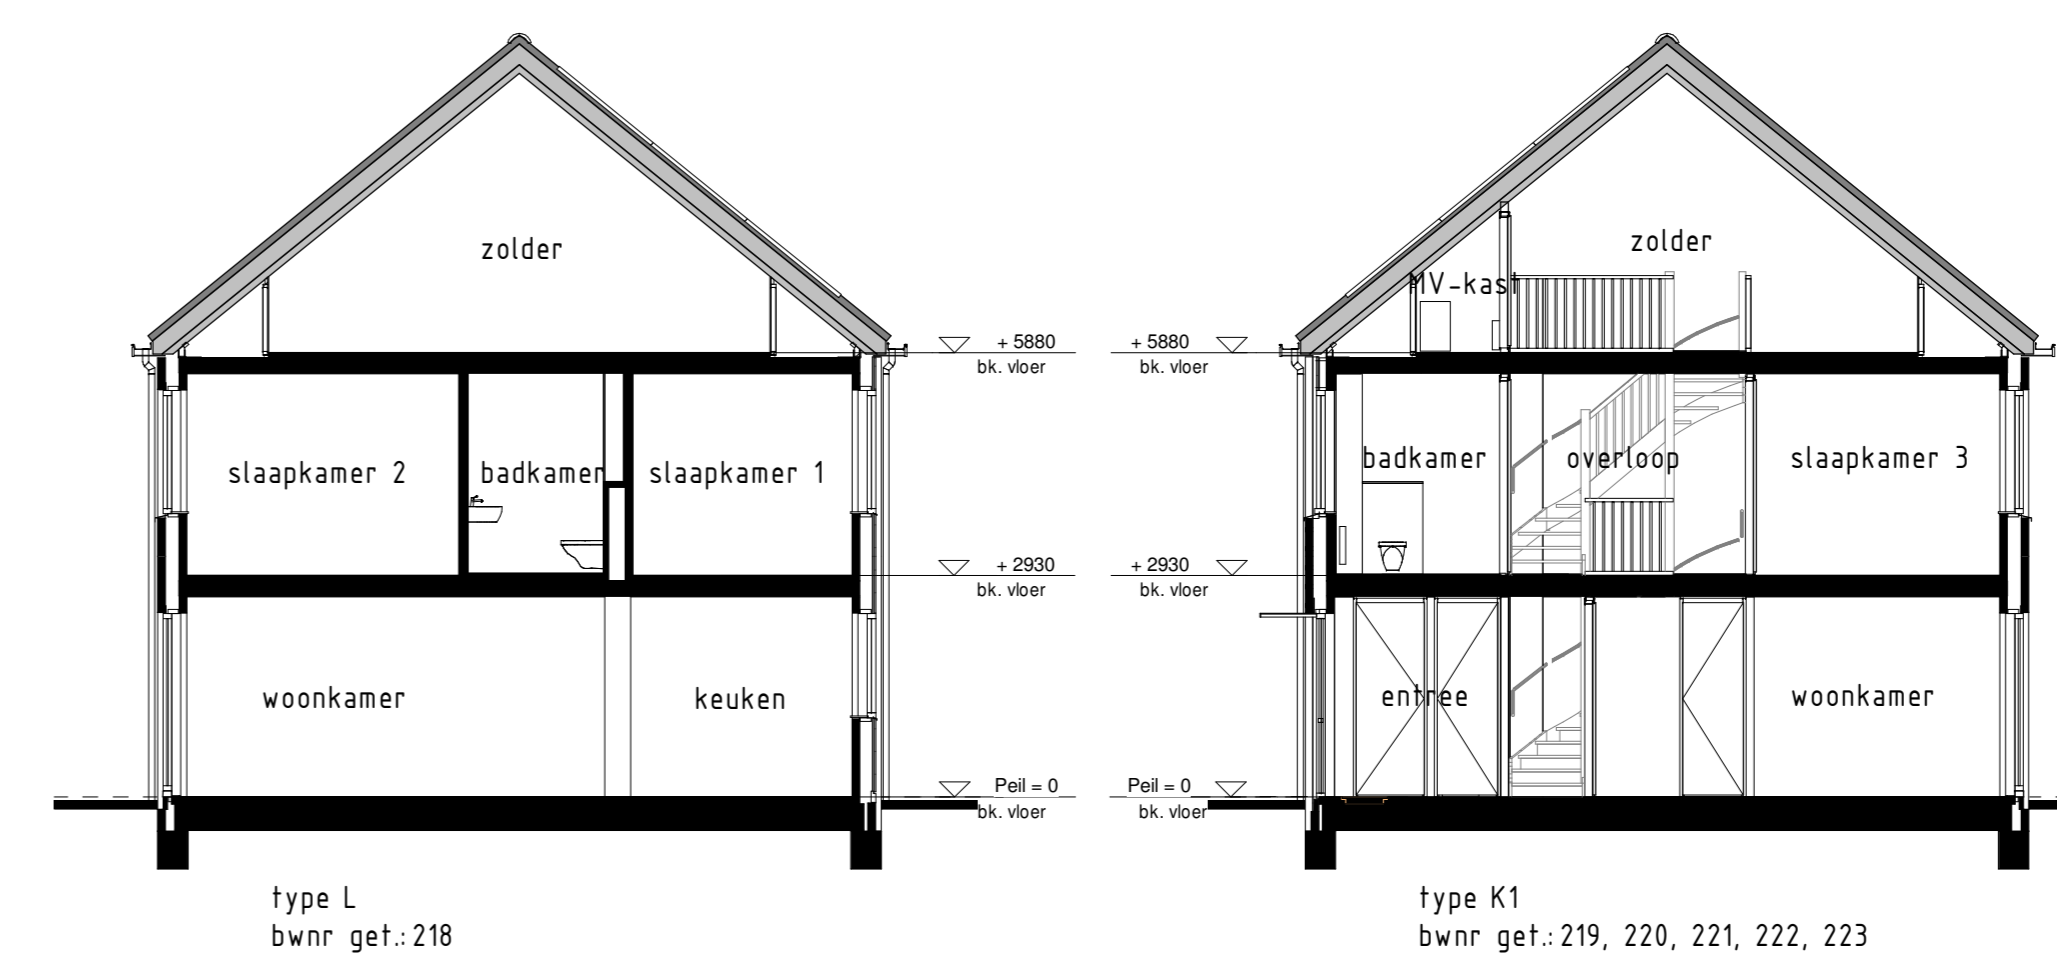 zolder
zolder
MV-kast
+ 5880
bk. vloer
+ 5880
bk. vloer
slaapkamer 2
badkamer
slaapkamer 1
badkamer
overloop
slaapkamer 3
+ 2930
bk. vloer
+ 2930
bk. vloer
woonkamer
keuken
entree
woonkamer
Peil = 0
bk. vloer
Peil = 0
bk. vloer
type L
bwnr get.: 218
type K1
bwnr get.: 219, 220, 221, 222, 223